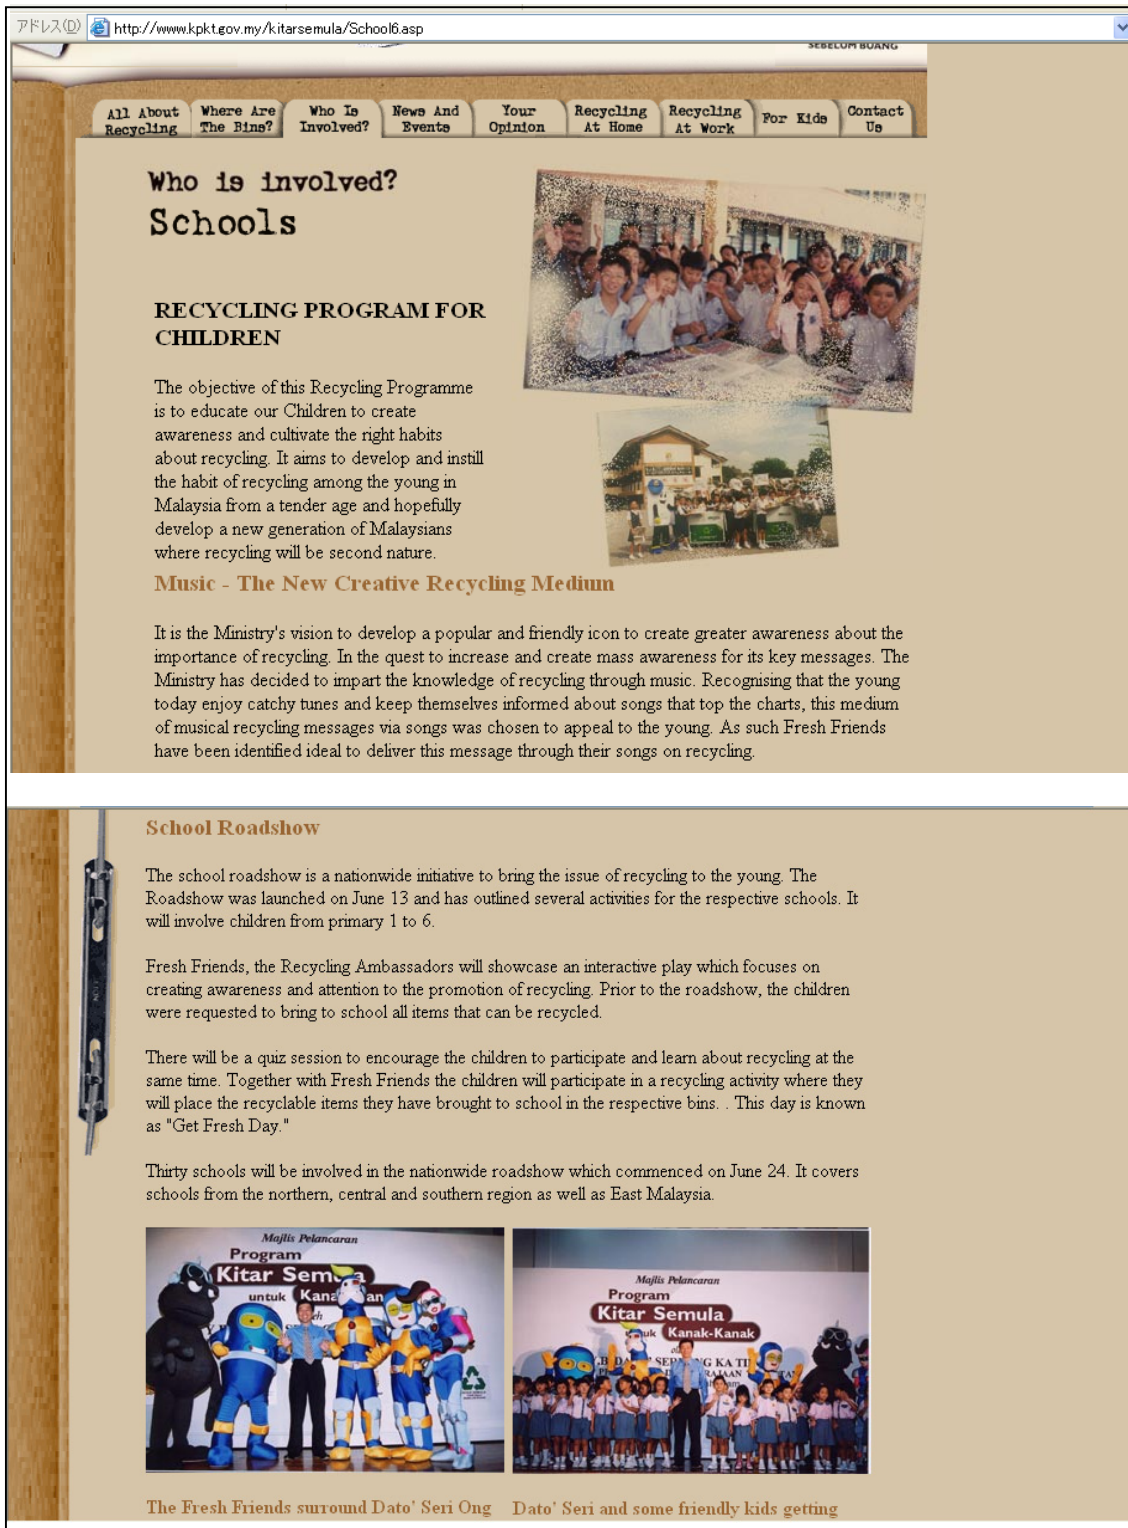 アドレス(D) http://www.kpkt.gov.my/kitarsemula/School6.asp
SEBELUM BUANG
All About Recycling
Where Are The Bins?
Who Is Involved?
News And Events
Your Opinion
Recycling At Home
Recycling At Work
For Kids
Contact Us
Who is involved?
Schools
RECYCLING PROGRAM FOR
CHILDREN
The objective of this Recycling Programme
is to educate our Children to create
awareness and cultivate the right habits
about recycling. It aims to develop and instill
the habit of recycling among the young in
Malaysia from a tender age and hopefully
develop a new generation of Malaysians
where recycling will be second nature.
Music - The New Creative Recycling Medium
It is the Ministry's vision to develop a popular and friendly icon to create greater awareness about the
importance of recycling. In the quest to increase and create mass awareness for its key messages. The
Ministry has decided to impart the knowledge of recycling through music. Recognising that the young
today enjoy catchy tunes and keep themselves informed about songs that top the charts, this medium
of musical recycling messages via songs was chosen to appeal to the young. As such Fresh Friends
have been identified ideal to deliver this message through their songs on recycling.
School Roadshow
The school roadshow is a nationwide initiative to bring the issue of recycling to the young. The
Roadshow was launched on June 13 and has outlined several activities for the respective schools. It
will involve children from primary 1 to 6.
Fresh Friends, the Recycling Ambassadors will showcase an interactive play which focuses on
creating awareness and attention to the promotion of recycling. Prior to the roadshow, the children
were requested to bring to school all items that can be recycled.
There will be a quiz session to encourage the children to participate and learn about recycling at the
same time. Together with Fresh Friends the children will participate in a recycling activity where they
will place the recyclable items they have brought to school in the respective bins. . This day is known
as "Get Fresh Day."
Thirty schools will be involved in the nationwide roadshow which commenced on June 24. It covers
schools from the northern, central and southern region as well as East Malaysia.
Majlis Pelancaran
Program
Kitar Semula
untuk
Majlis Pelancaran
Program
Kitar Semula
Kanak-Kanak
The Fresh Friends surround Dato' Seri Ong
Dato' Seri and some friendly kids getting